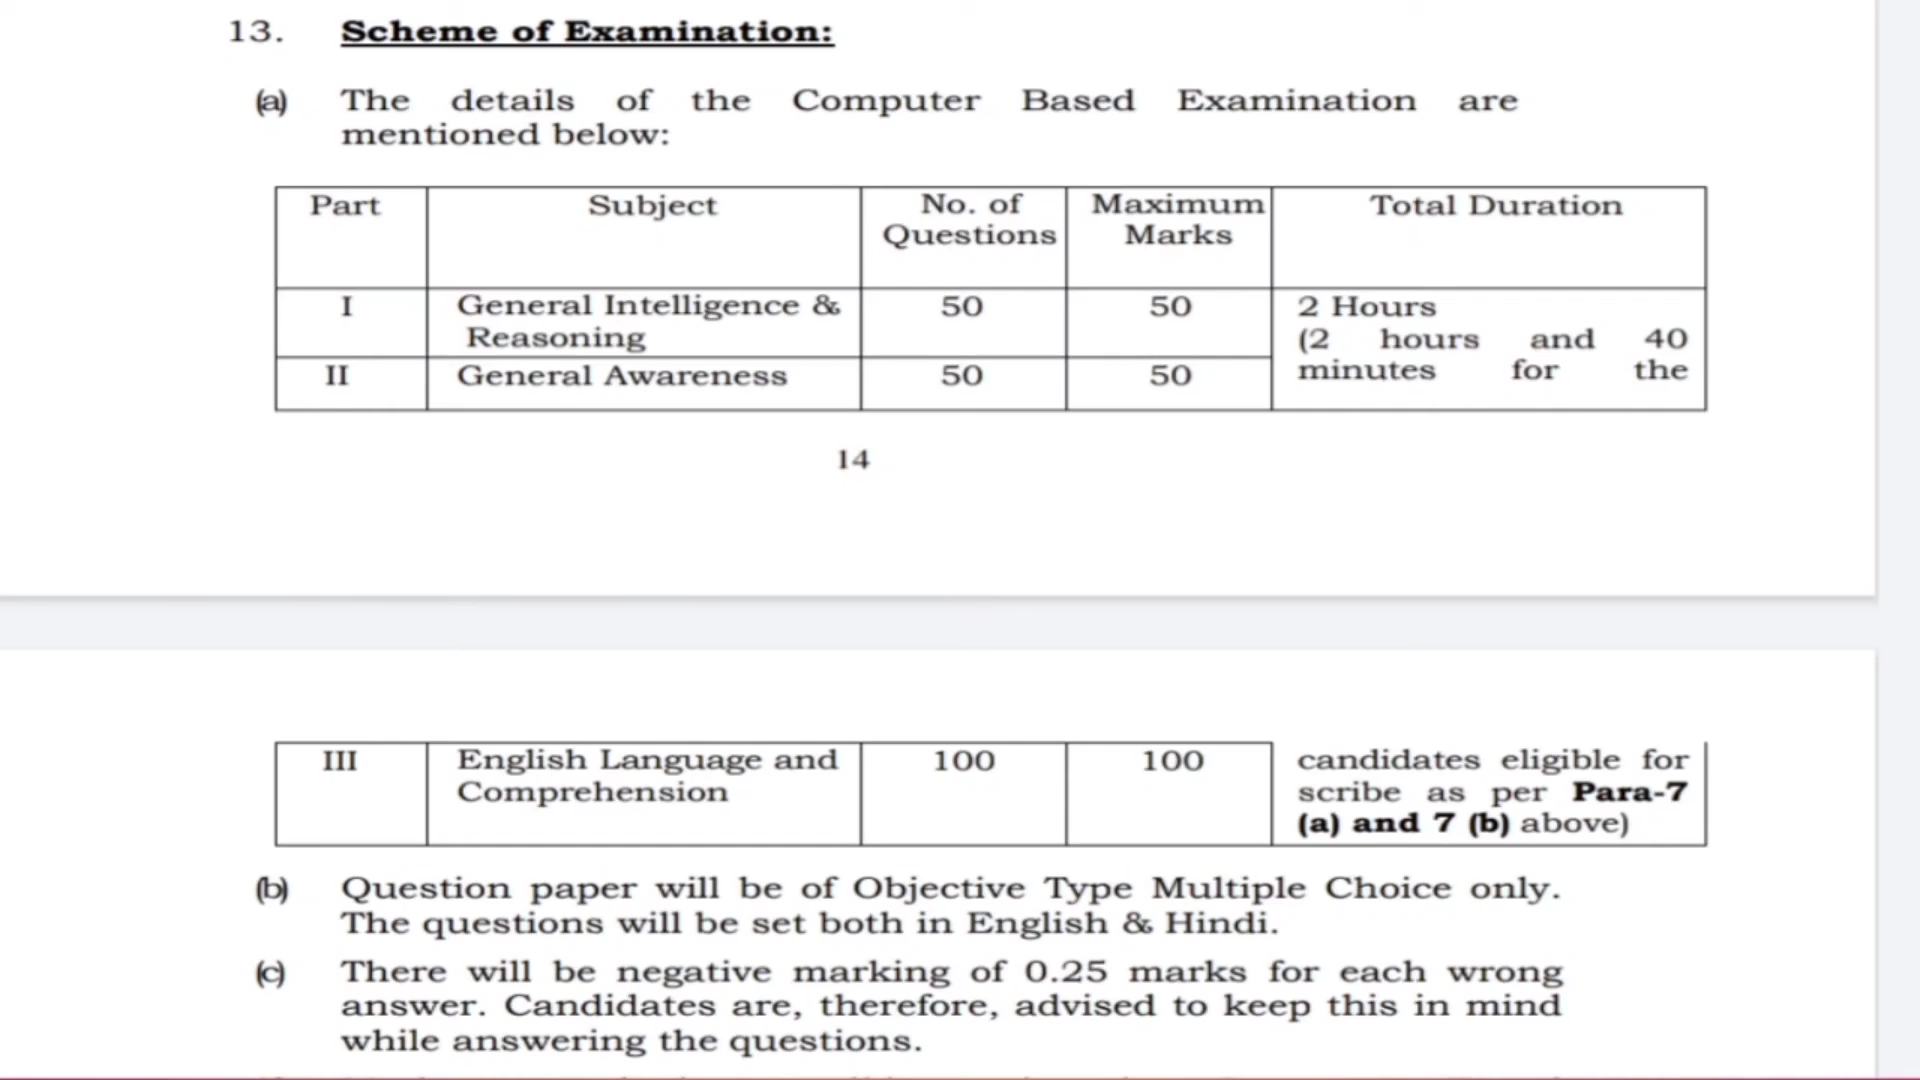 13. Scheme of Examination:
(a) The details of the Computer Based Examination are
mentioned below:
Part Subject No. of Questions Maximum Marks Total Duration
I General Intelligence & Reasoning 50 50 2 Hours
(2 hours and 40
minutes for the
II General Awareness 50 50
14
III English Language and Comprehension 100 100 candidates eligible for
scribe as per Para-7
(a) and 7 (b) above)
(b) Question paper will be of Objective Type Multiple Choice only.
The questions will be set both in English & Hindi.
(c) There will be negative marking of 0.25 marks for each wrong
answer. Candidates are, therefore, advised to keep this in mind
while answering the questions.